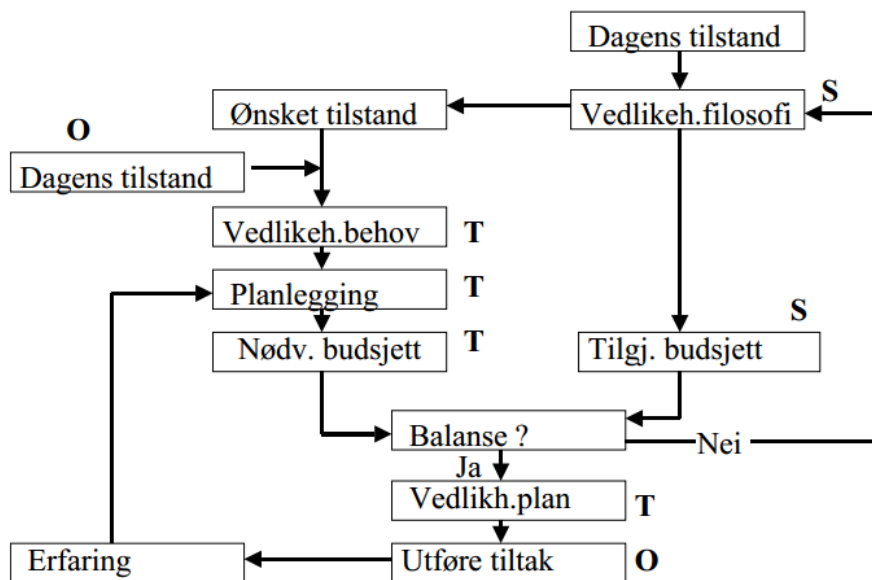 Dagens tilstand
S
Ønsket tilstand
Vedlikeh.filosofi
O
Dagens tilstand
Vedlikeh.behov
T
Planlegging
T
S
Nødv. budsjett
T
Tilgj. budsjett
Balanse ?
Nei
Ja
Vedlikh.plan
T
Erfaring
Utføre tiltak
O